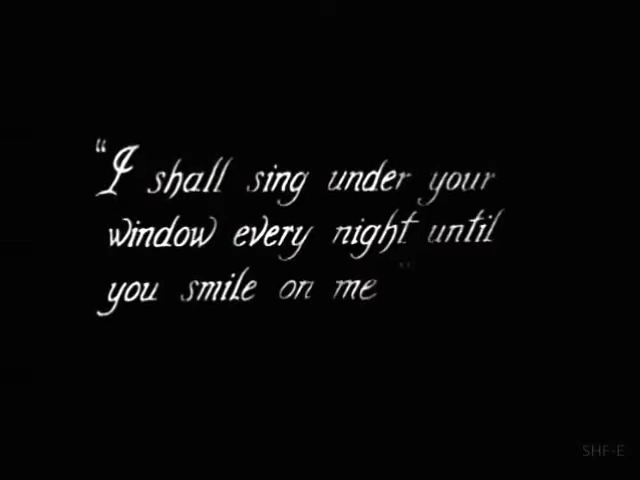 “I shall sing under your
window every night until
you smile on me ”
SHF-E